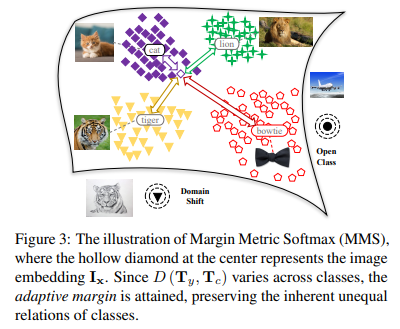 cat
lion
tiger
bowtie
Open
Class
Domain
Shift
Figure 3: The illustration of Margin Metric Softmax (MMS),
where the hollow diamond at the center represents the image
embedding Iₓ. Since D (Tᵧ, T꜀) varies across classes, the
adaptive margin is attained, preserving the inherent unequal
relations of classes.